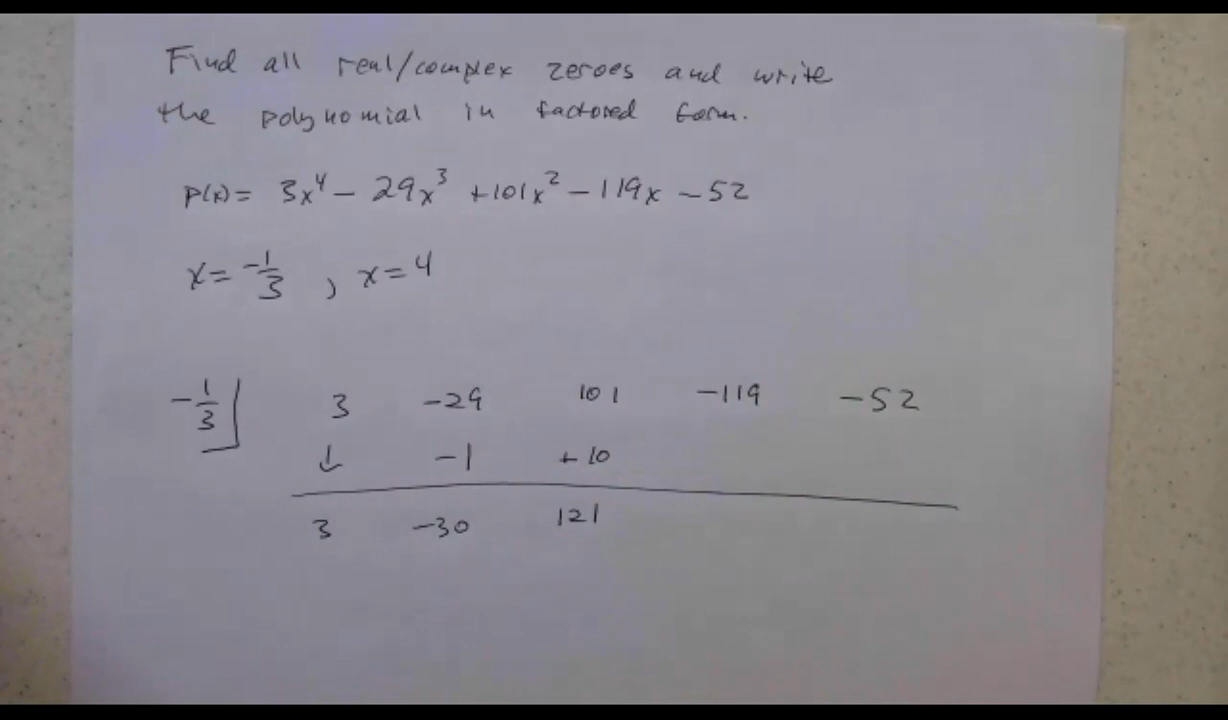 Find all real/complex zeroes and write
the polynomial in factored form.
P(x) = 3x⁴ - 29x³ + 101x² - 119x - 52
x = -1/3 , x = 4
-1/3 3 -29 101 -119 -52
↓ -1 +10
3 -30 121